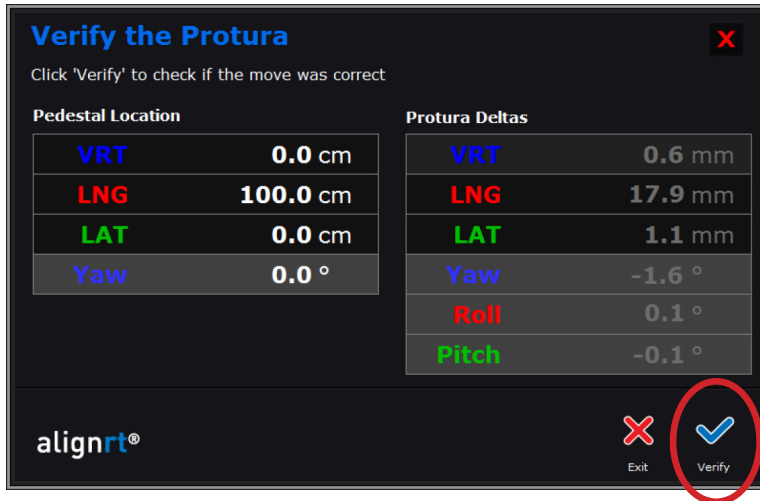 Verify the Protura
X
Click 'Verify' to check if the move was correct
Pedestal Location
VRT 0.0 cm
LNG 100.0 cm
LAT 0.0 cm
Yaw 0.0 °
Protura Deltas
VRT 0.6 mm
LNG 17.9 mm
LAT 1.1 mm
Yaw -1.6 °
Roll 0.1 °
Pitch -0.1 °
alignrt®
Exit
Verify